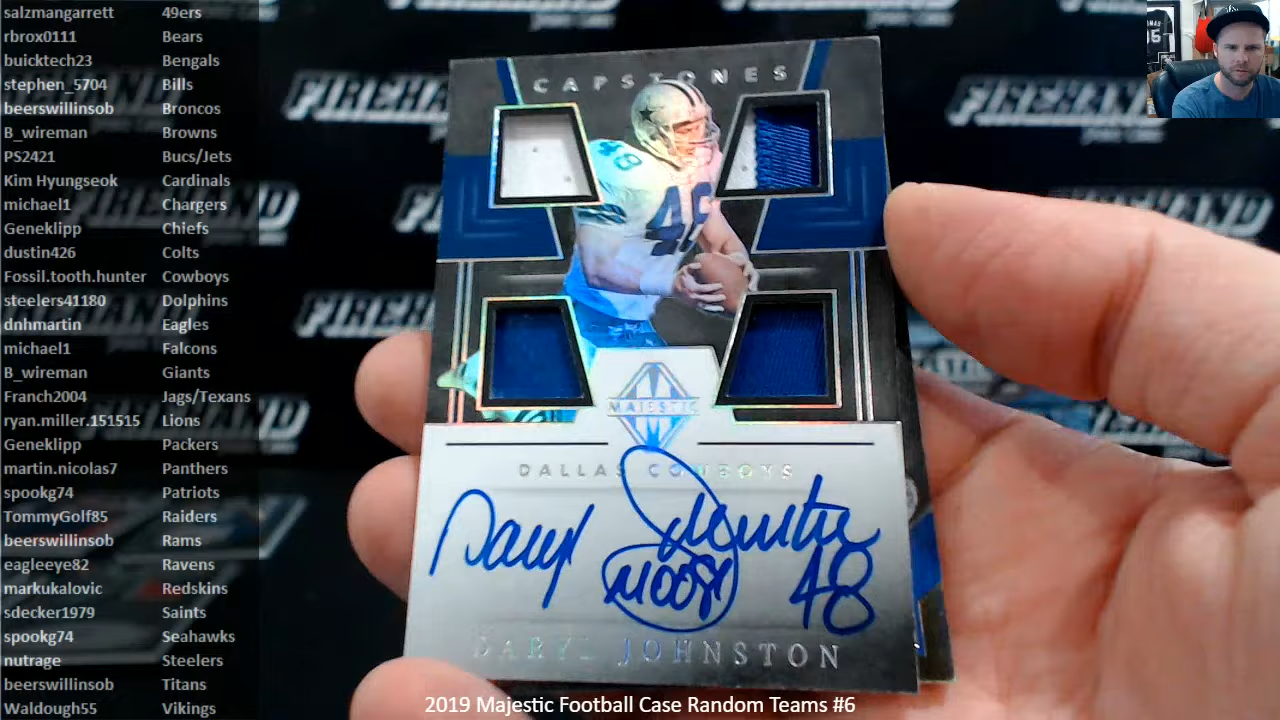 salzmangarrett 49ers
rbrox0111 Bears
buicktech23 Bengals
stephen_5704 Bills
beerswillinsob Broncos
B_wireman Browns
PS2421 Bucs/Jets
Kim Hyungseok Cardinals
michael1 Chargers
Geneklipp Chiefs
dustin426 Colts
Fossil.tooth.hunter Cowboys
steelers41180 Dolphins
dnhmartin Eagles
michael1 Falcons
B_wireman Giants
Franch2004 Jags/Texans
ryan.miller.151515 Lions
Geneklipp Packers
martin.nicolas7 Panthers
spookg74 Patriots
TommyGolf85 Raiders
beerswillinsob Rams
eagleeye82 Ravens
markukalovic Redskins
sdecker1979 Saints
spookg74 Seahawks
nutrage Steelers
beerswillinsob Titans
Waldough55 Vikings
FIREHAND
CAPSTONES
48
48
MAJESTIC
DALLAS COWBOYS
Daryl Johnston
MOOSE 48
DARYL JOHNSTON
2019 Majestic Football Case Random Teams #6